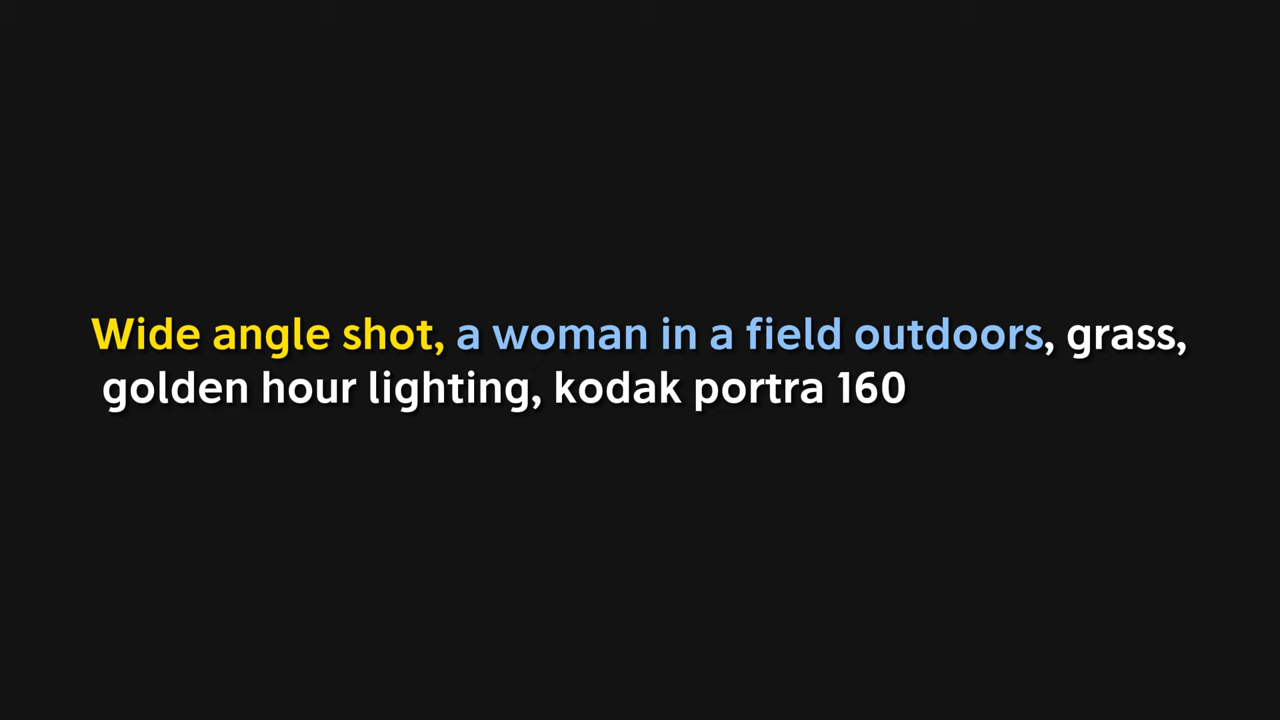 Wide angle shot, a woman in a field outdoors, grass,
golden hour lighting, kodak portra 160